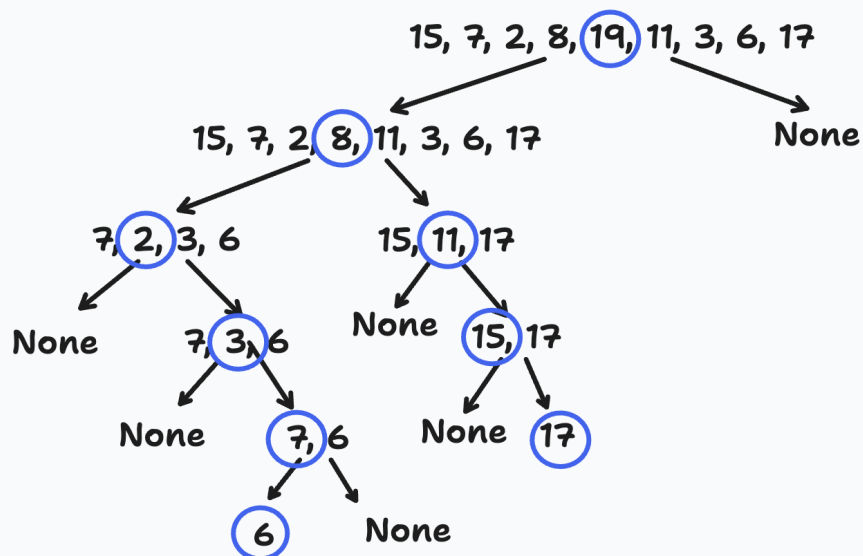 15, 7, 2, 8, 19, 11, 3, 6, 17
None
15, 7, 2, 8, 11, 3, 6, 17
7, 2, 3, 6
15, 11, 17
None
None
7, 3, 6
15, 17
None
7, 6
None
17
6
None